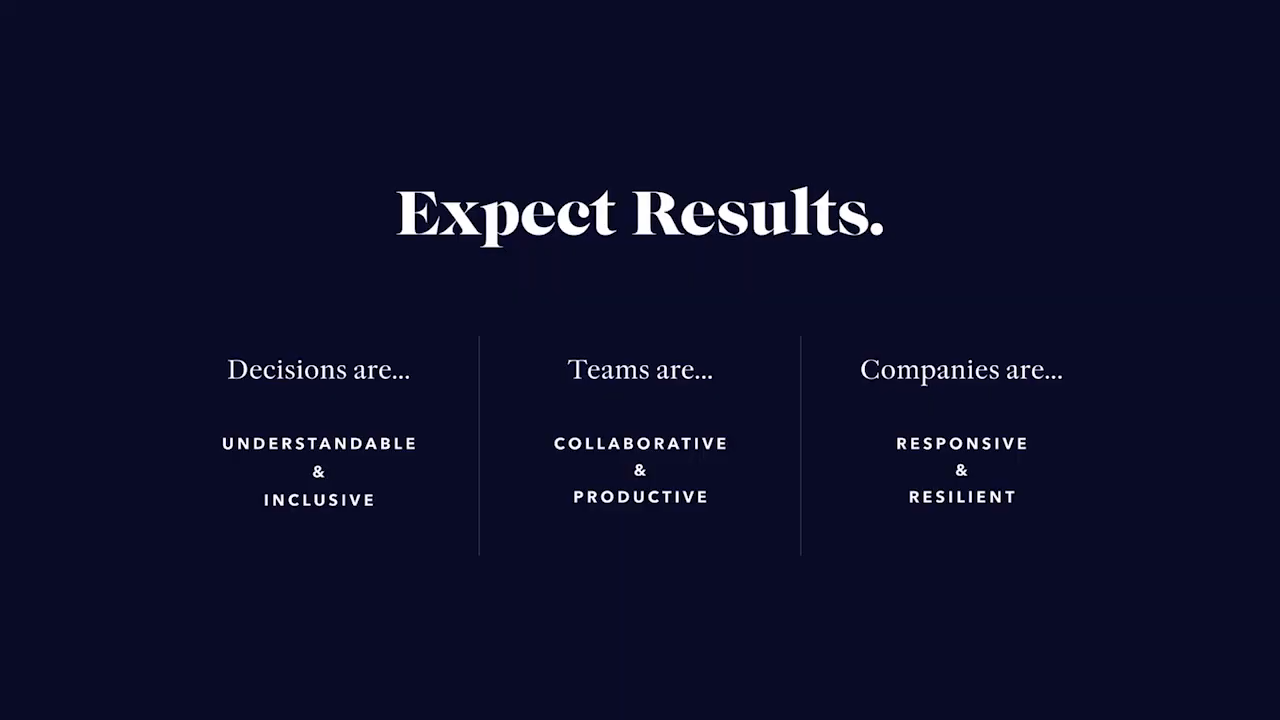 Expect Results.
Decisions are...
UNDERSTANDABLE
&
INCLUSIVE
Teams are...
COLLABORATIVE
&
PRODUCTIVE
Companies are...
RESPONSIVE
&
RESILIENT